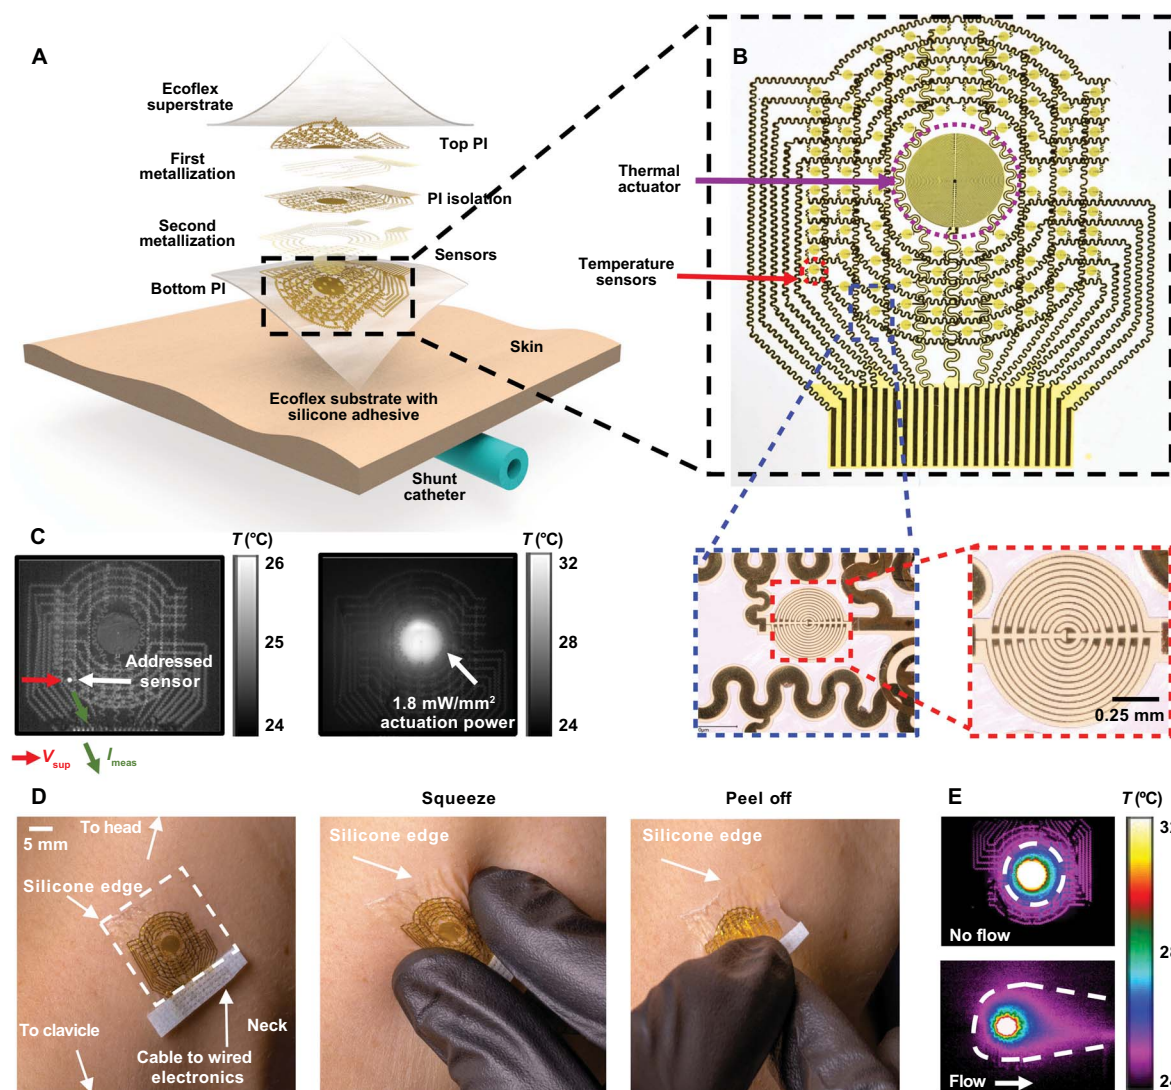 A
Ecoflex
superstrate
Top PI
First
metallization
PI isolation
Second
metallization
Sensors
Bottom PI
Skin
Ecoflex substrate with
silicone adhesive
Shunt
catheter
B
Thermal
actuator
Temperature
sensors
0.25 mm
C
T (°C)
26
25
24
Addressed
sensor
Vsup
Imeas
T (°C)
32
28
24
1.8 mW/mm²
actuation power
D
5 mm
To head
Silicone edge
To clavicle
Neck
Cable to wired
electronics
Squeeze
Silicone edge
Peel off
Silicone edge
E
T (°C)
No flow
Flow